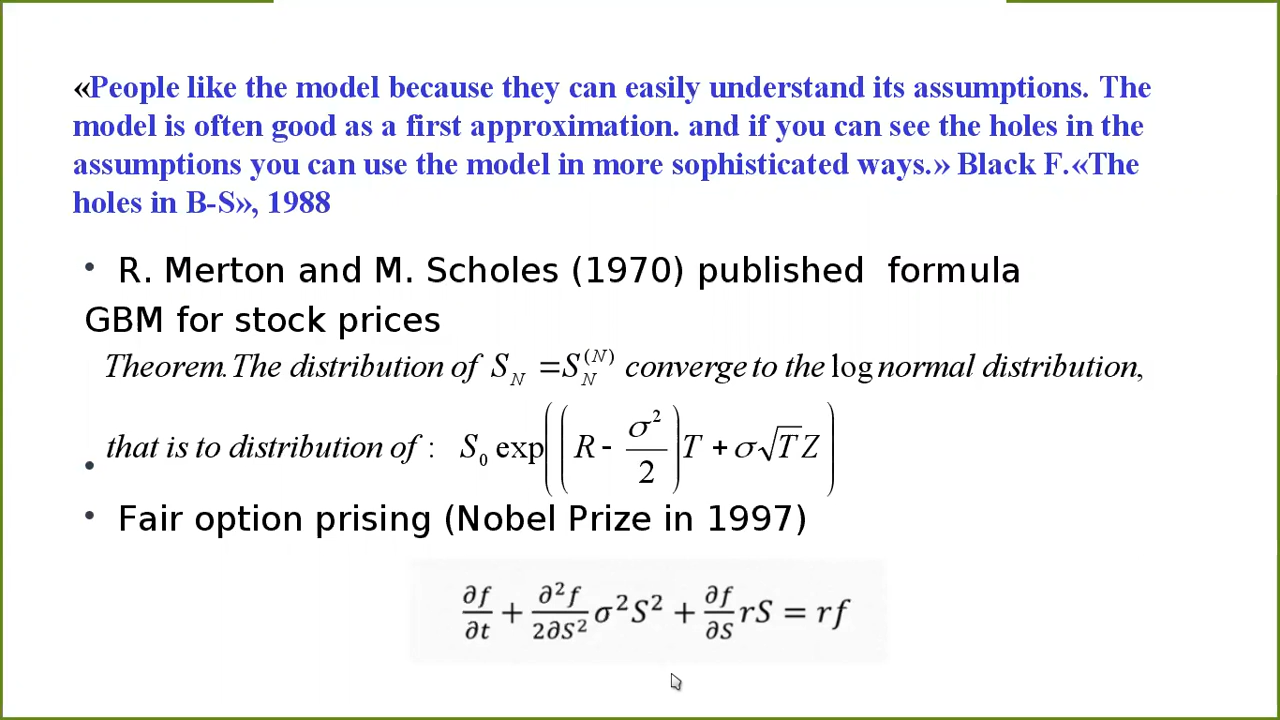 «People like the model because they can easily understand its assumptions. The
model is often good as a first approximation. and if you can see the holes in the
assumptions you can use the model in more sophisticated ways.» Black F.«The
holes in B-S», 1988
• R. Merton and M. Scholes (1970) published formula
GBM for stock prices
Theorem. The distribution of S_N = S_N^(N) converge to the log normal distribution,
• that is to distribution of : S_0 exp((R - σ²/2)T + σ√T Z)
• Fair option prising (Nobel Prize in 1997)
∂f/∂t + ∂²f/2∂S² σ²S² + ∂f/∂S rS = rf